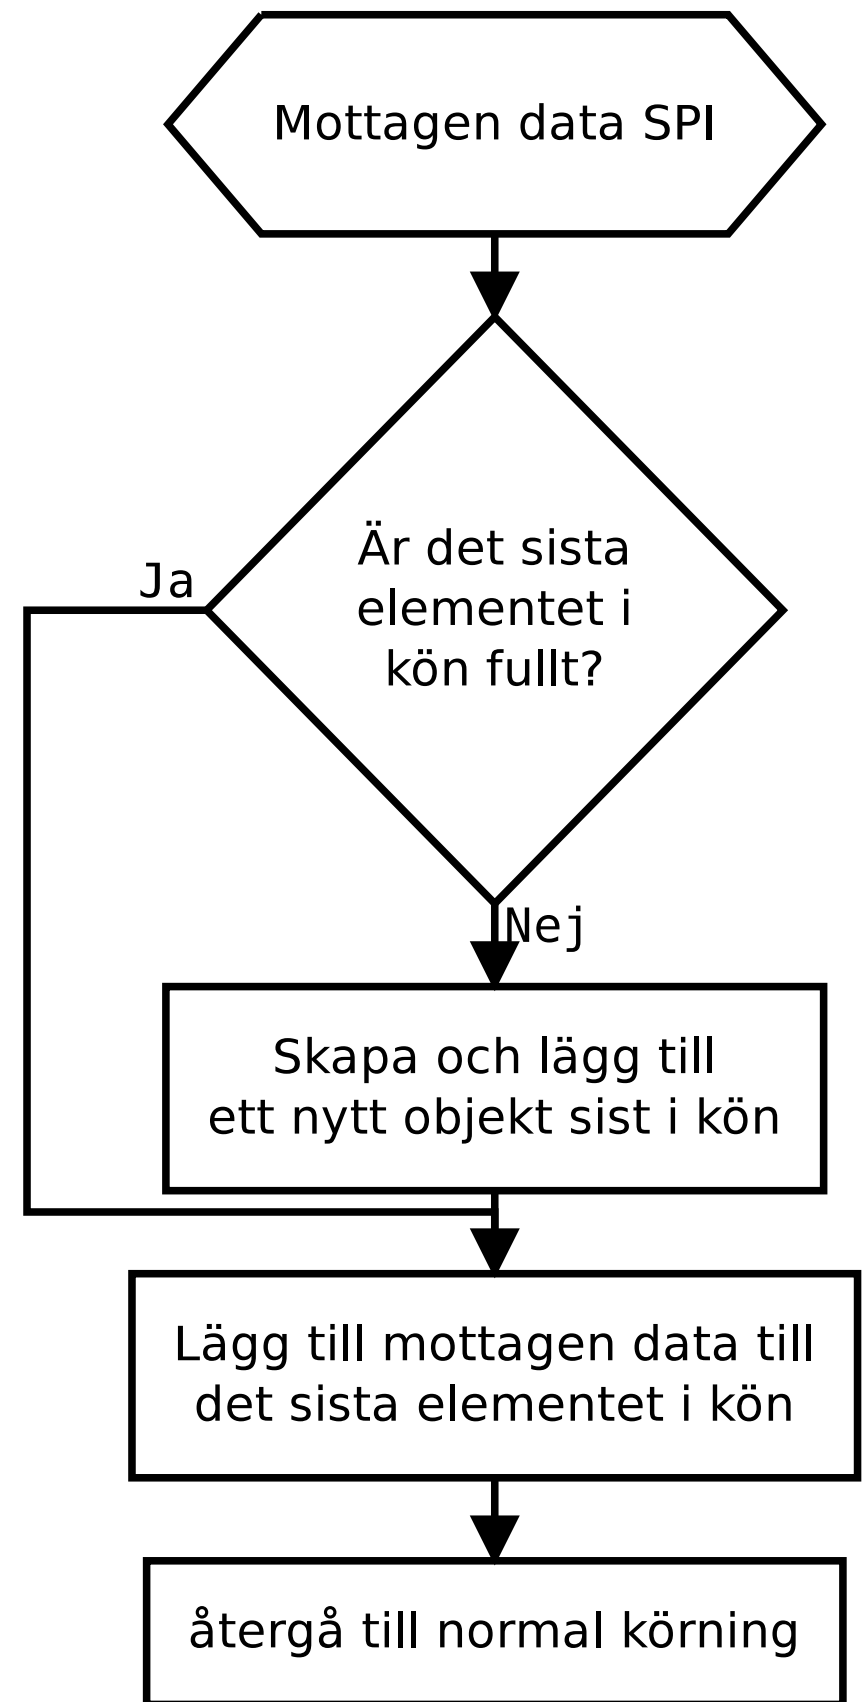 Mottagen data SPI
Är det sista
elementet i
kön fullt?
Ja
Nej
Skapa och lägg till
ett nytt objekt sist i kön
Lägg till mottagen data till
det sista elementet i kön
återgå till normal körning